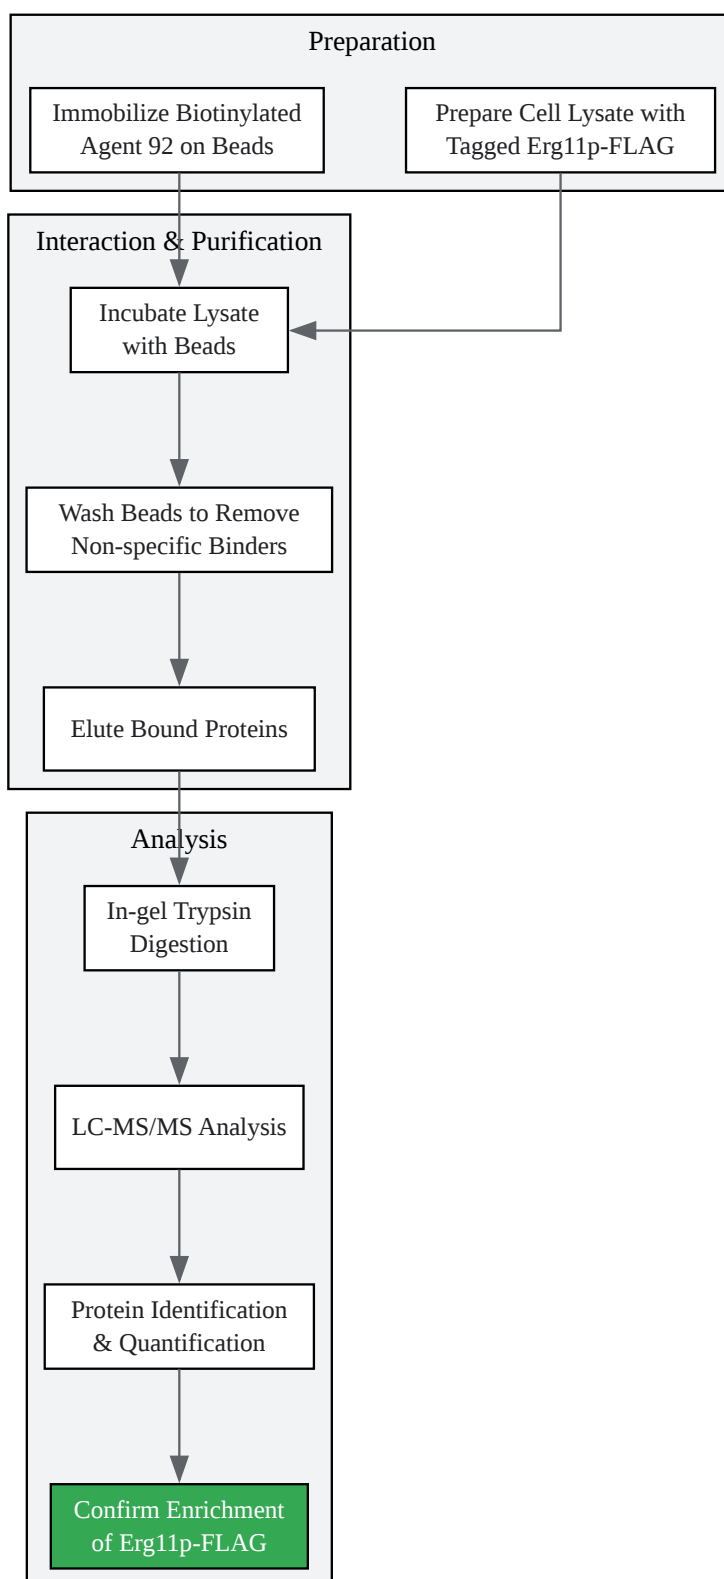 Preparation
Immobilize Biotinylated
Agent 92 on Beads
Prepare Cell Lysate with
Tagged Erg11p-FLAG
Interaction & Purification
Incubate Lysate
with Beads
Wash Beads to Remove
Non-specific Binders
Elute Bound Proteins
Analysis
In-gel Trypsin
Digestion
LC-MS/MS Analysis
Protein Identification
& Quantification
Confirm Enrichment
of Erg11p-FLAG